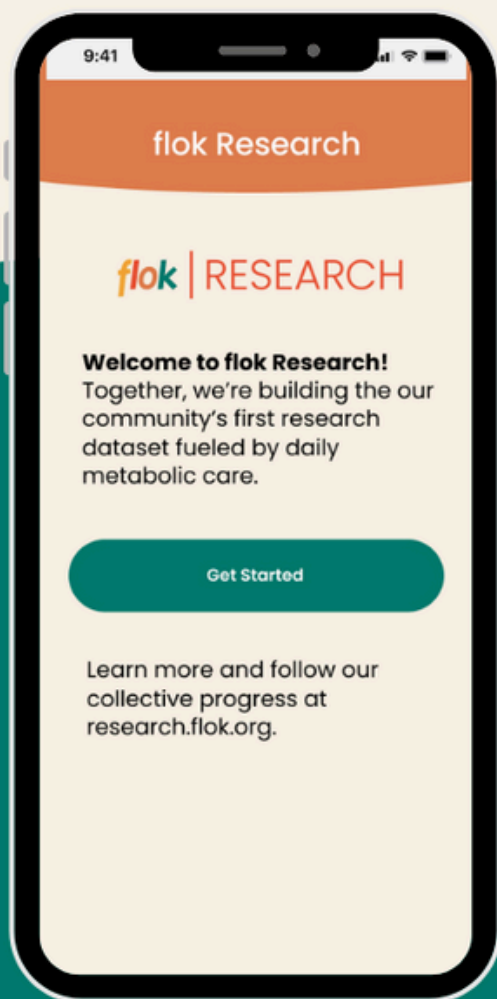 9:41
flok Research
flok | RESEARCH
Welcome to flok Research!
Together, we're building the our
community's first research
dataset fueled by daily
metabolic care.
Get Started
Learn more and follow our
collective progress at
research.flok.org.